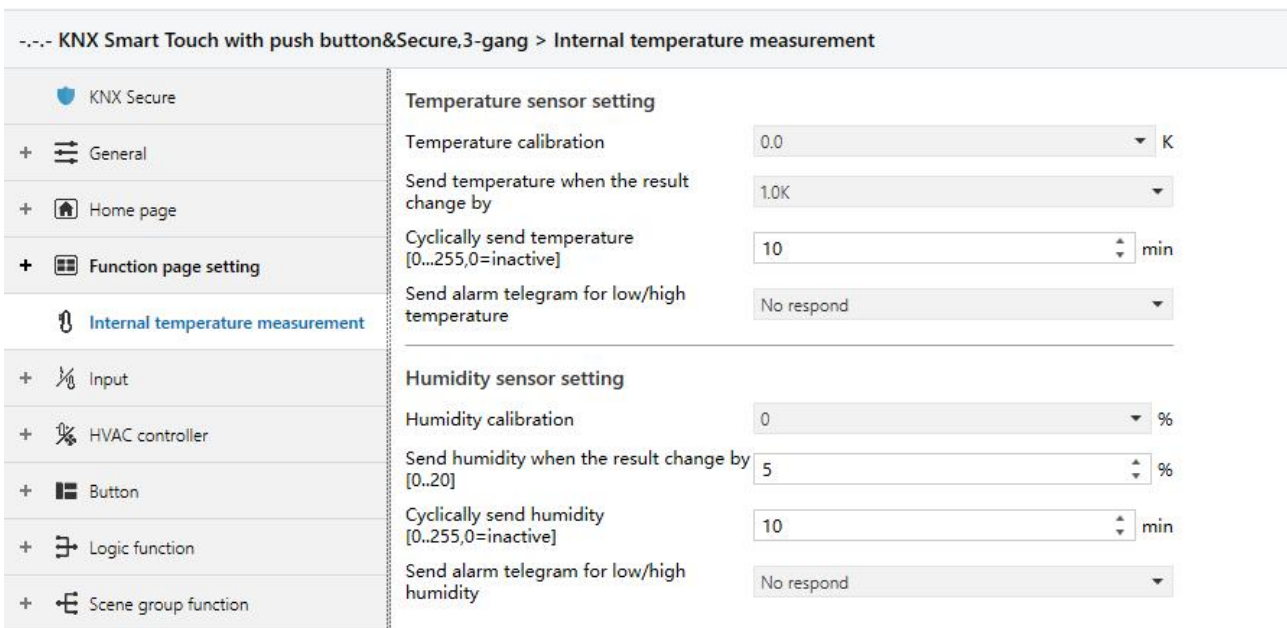 -.-.- KNX Smart Touch with push button&Secure,3-gang > Internal temperature measurement
KNX Secure
+ General
+ Home page
+ Function page setting
Internal temperature measurement
+ Input
+ HVAC controller
+ Button
+ Logic function
+ Scene group function
Temperature sensor setting
Temperature calibration
0.0
K
Send temperature when the result
change by
1.0K
Cyclically send temperature
[0...255,0=inactive]
10
min
Send alarm telegram for low/high
temperature
No respond
Humidity sensor setting
Humidity calibration
0
%
Send humidity when the result change by
[0..20]
5
%
Cyclically send humidity
[0..255,0=inactive]
10
min
Send alarm telegram for low/high
humidity
No respond